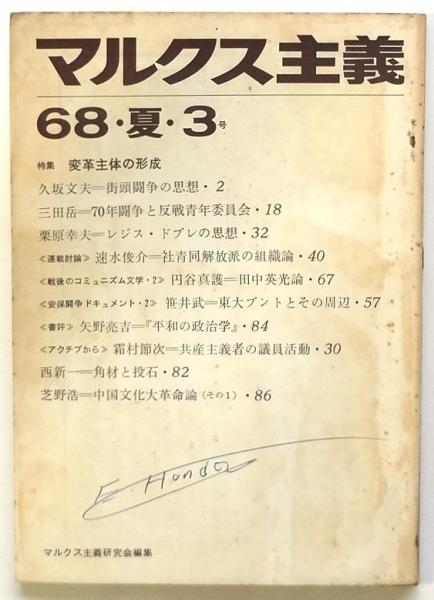 マルクス主義
68・夏・3号
特集 変革主体の形成
久坂文夫＝街頭闘争の思想・2
三田岳＝70年闘争と反戦青年委員会・18
栗原幸夫＝レジス・ドブレの思想・32
《連載討論》速水俊介＝社青同解放派の組織論・40
《戦後のコミュニズム文学・2》円谷真護＝田中英光論・67
《安保闘争ドキュメント・2》笹井武＝東大ブントとその周辺・57
《書評》矢野亮吉＝『平和の政治学』・84
《アクチブから》霜村節次＝共産主義者の議員活動・30
西新一＝角材と投石・82
芝野浩＝中国文化大革命論（その1）・86
E. Honda
マルクス主義研究会編集